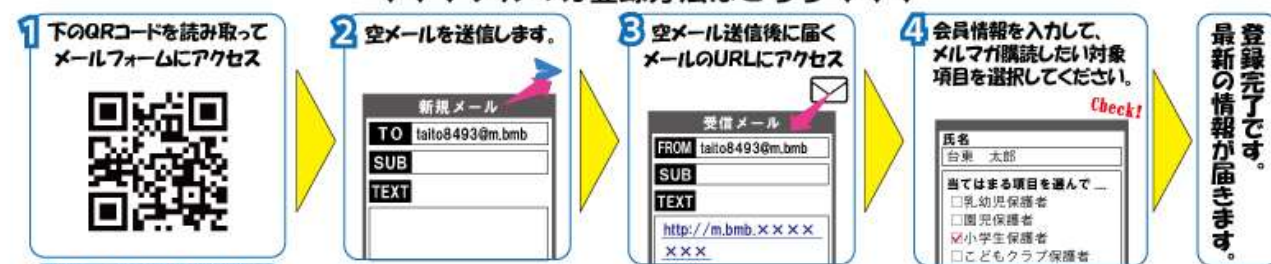 1 下のQRコードを読み取って
メールフォームにアクセス
2 空メールを送信します。
新規メール
TO taito8493@m.bmb
SUB
TEXT
3 空メール送信後に届く
メールのURLにアクセス
受信メール
FROM taito8493@m.bmb
SUB
TEXT
http://m.bmb.××××
×××
4 会員情報を入力して、
メルマガ購読したい対象
項目を選択してください。
Check!
氏名
台東 太郎
当てはまる項目を選んで…
□乳幼児保護者
□園児保護者
☑小学生保護者
□こどもクラブ保護者
登録完了です。
最新の情報が届きます。